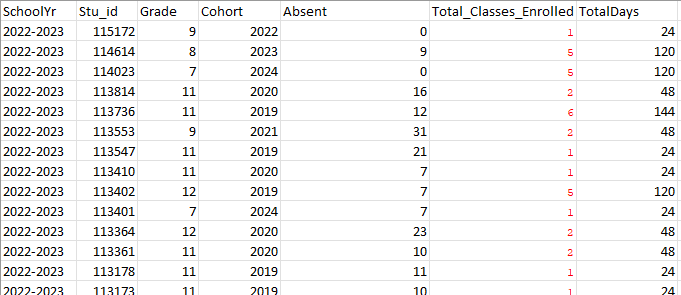 SchoolYr Stu_id Grade Cohort Absent Total_Classes_Enrolled TotalDays
2022-2023 115172 9 2022 0 1 24
2022-2023 114614 8 2023 9 5 120
2022-2023 114023 7 2024 0 5 120
2022-2023 113814 11 2020 16 2 48
2022-2023 113736 11 2019 12 6 144
2022-2023 113553 9 2021 31 2 48
2022-2023 113547 11 2019 21 1 24
2022-2023 113410 11 2020 7 1 24
2022-2023 113402 12 2019 7 5 120
2022-2023 113401 7 2024 7 1 24
2022-2023 113364 12 2020 23 2 48
2022-2023 113361 11 2020 10 2 48
2022-2023 113178 11 2019 11 1 24
2022-2023 113173 11 2019 10 1 24